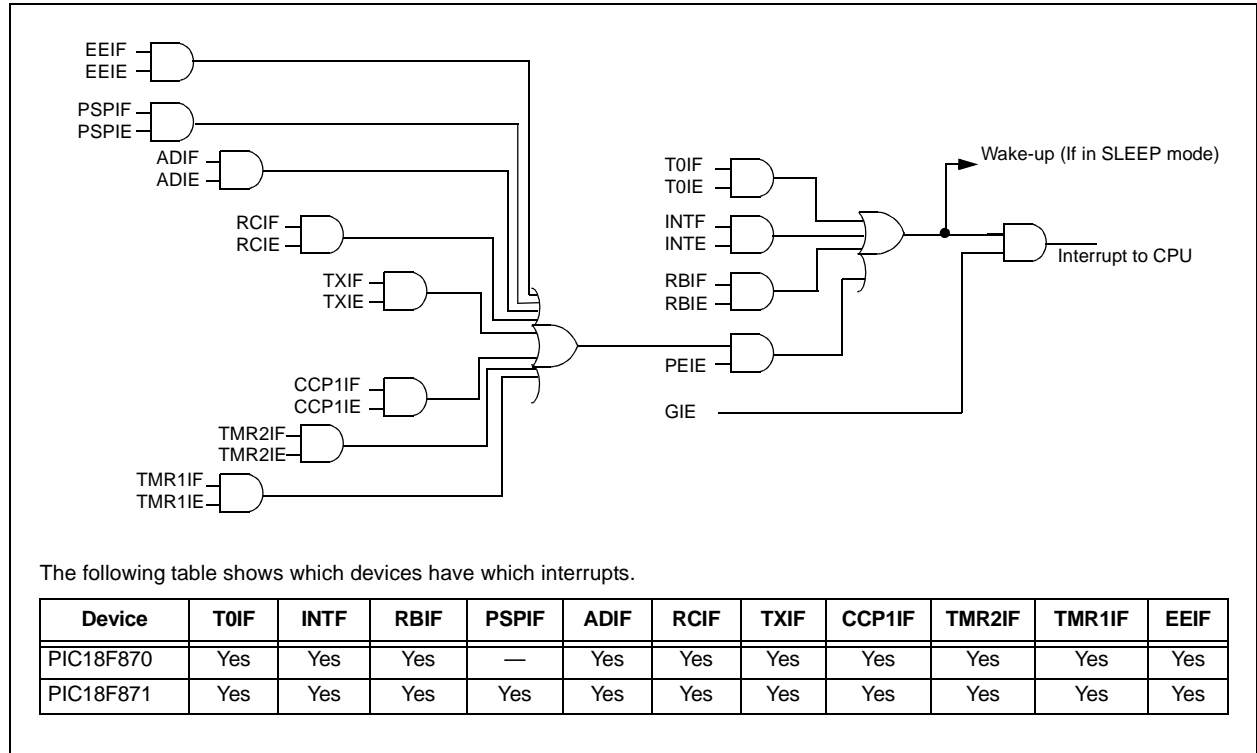 EEIF
EEIE
PSPIF
PSPIE
ADIF
ADIE
RCIF
RCIE
TXIF
TXIE
CCP1IF
CCP1IE
TMR2IF
TMR2IE
TMR1IF
TMR1IE
T0IF
T0IE
INTF
INTE
RBIF
RBIE
PEIE
GIE
Wake-up (If in SLEEP mode)
Interrupt to CPU
The following table shows which devices have which interrupts.
Device T0IF INTF RBIF PSPIF ADIF RCIF TXIF CCP1IF TMR2IF TMR1IF EEIF
PIC18F870 Yes Yes Yes — Yes Yes Yes Yes Yes Yes Yes
PIC18F871 Yes Yes Yes Yes Yes Yes Yes Yes Yes Yes Yes